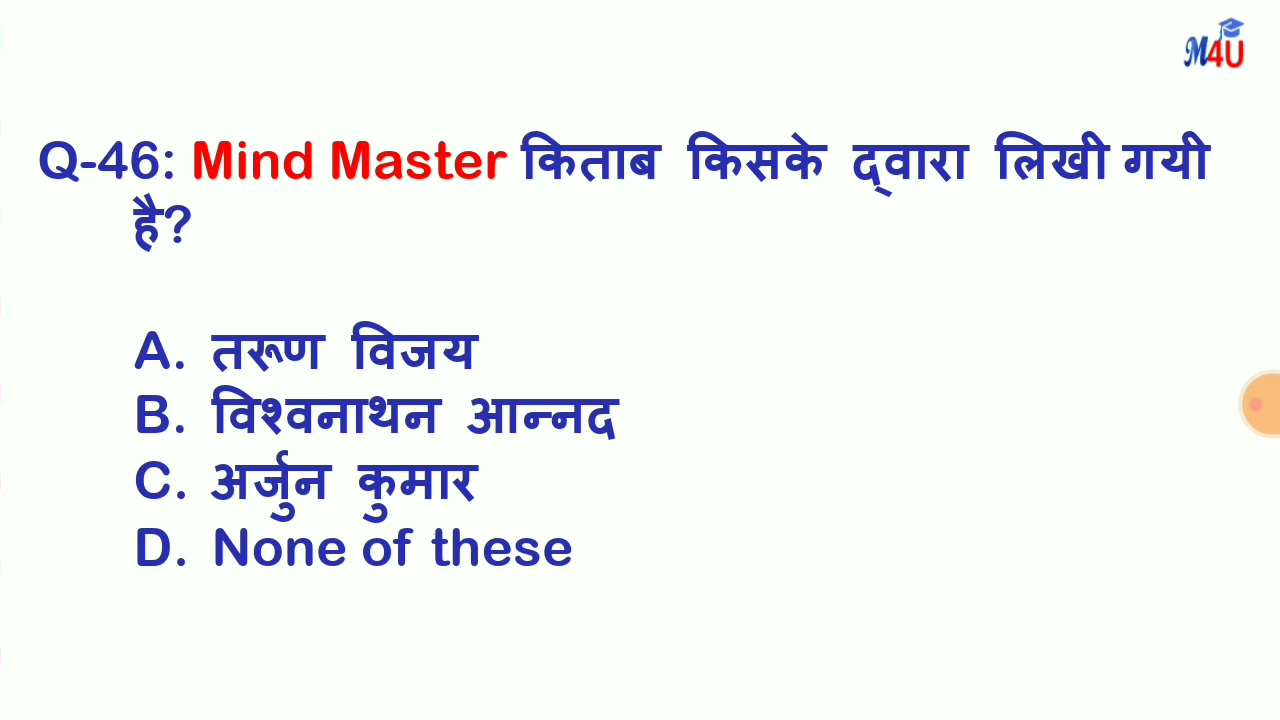 M4U
Q-46: Mind Master किताब किसके द्वारा लिखी गयी
है?
A. तरूण विजय
B. विश्वनाथन आन्नद
C. अर्जुन कुमार
D. None of these